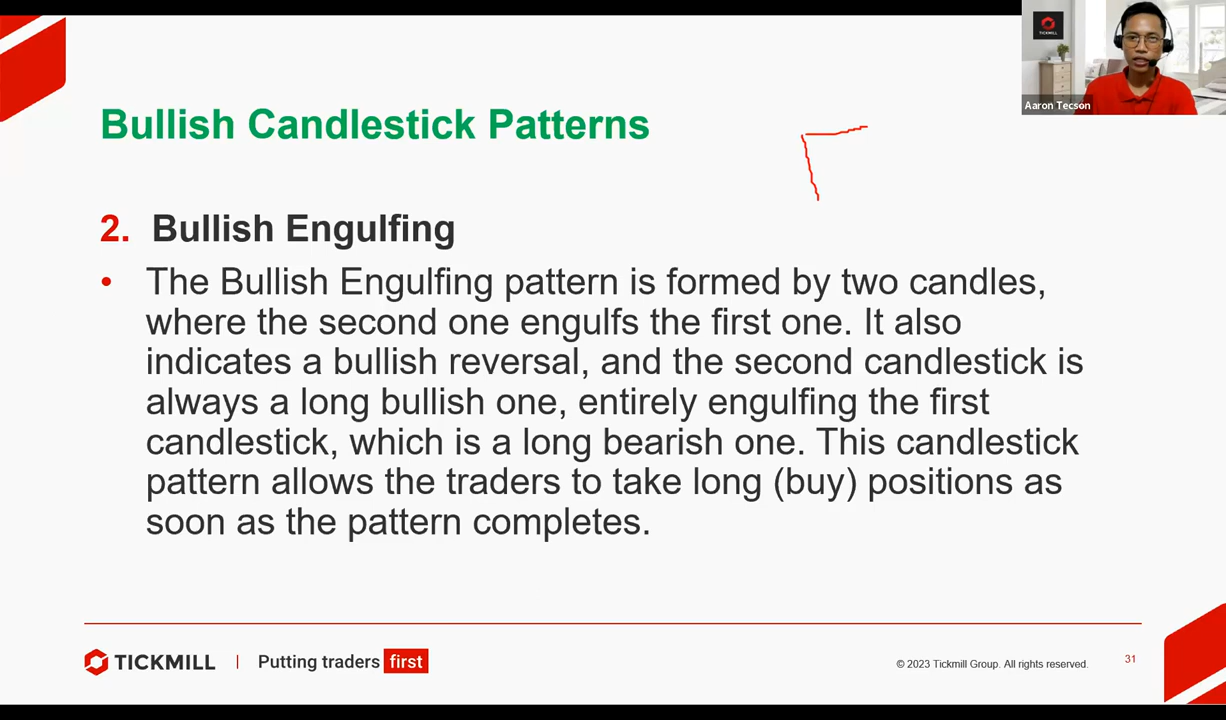 TICKMILL
Aaron Tecson
Bullish Candlestick Patterns
2. Bullish Engulfing
• The Bullish Engulfing pattern is formed by two candles,
where the second one engulfs the first one. It also
indicates a bullish reversal, and the second candlestick is
always a long bullish one, entirely engulfing the first
candlestick, which is a long bearish one. This candlestick
pattern allows the traders to take long (buy) positions as
soon as the pattern completes.
TICKMILL | Putting traders first
© 2023 Tickmill Group. All rights reserved.
31